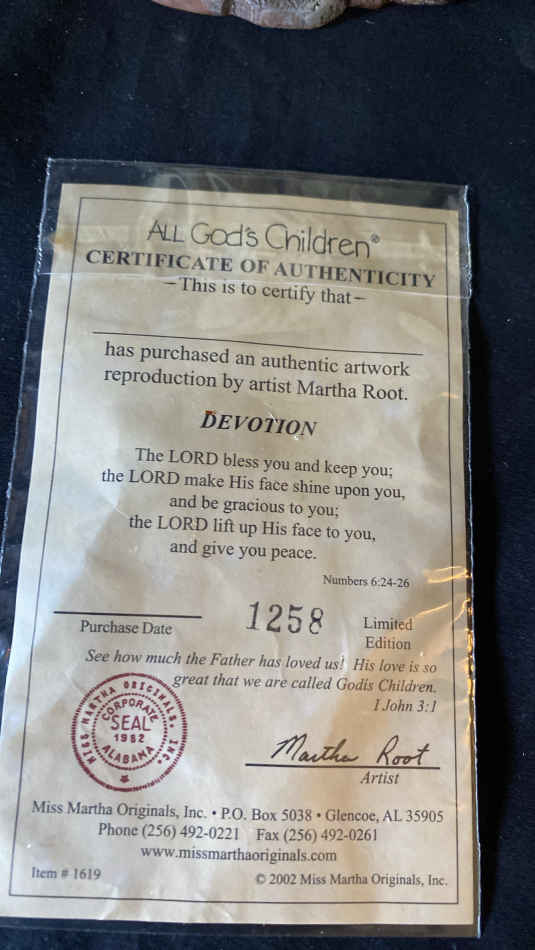 ALL God's Children®
CERTIFICATE OF AUTHENTICITY
–This is to certify that–
has purchased an authentic artwork
reproduction by artist Martha Root.
DEVOTION
The LORD bless you and keep you;
the LORD make His face shine upon you,
and be gracious to you;
the LORD lift up His face to you,
and give you peace.
Numbers 6:24-26
Purchase Date
1258
Limited
Edition
See how much the Father has loved us! His love is so
great that we are called Godís Children.
1 John 3:1
MISS MARTHA ORIGINALS, INC.
CORPORATE
SEAL
1982
ALABAMA
Martha Root
Artist
Miss Martha Originals, Inc. • P.O. Box 5038 • Glencoe, AL 35905
Phone (256) 492-0221 Fax (256) 492-0261
www.missmarthaoriginals.com
Item # 1619
© 2002 Miss Martha Originals, Inc.